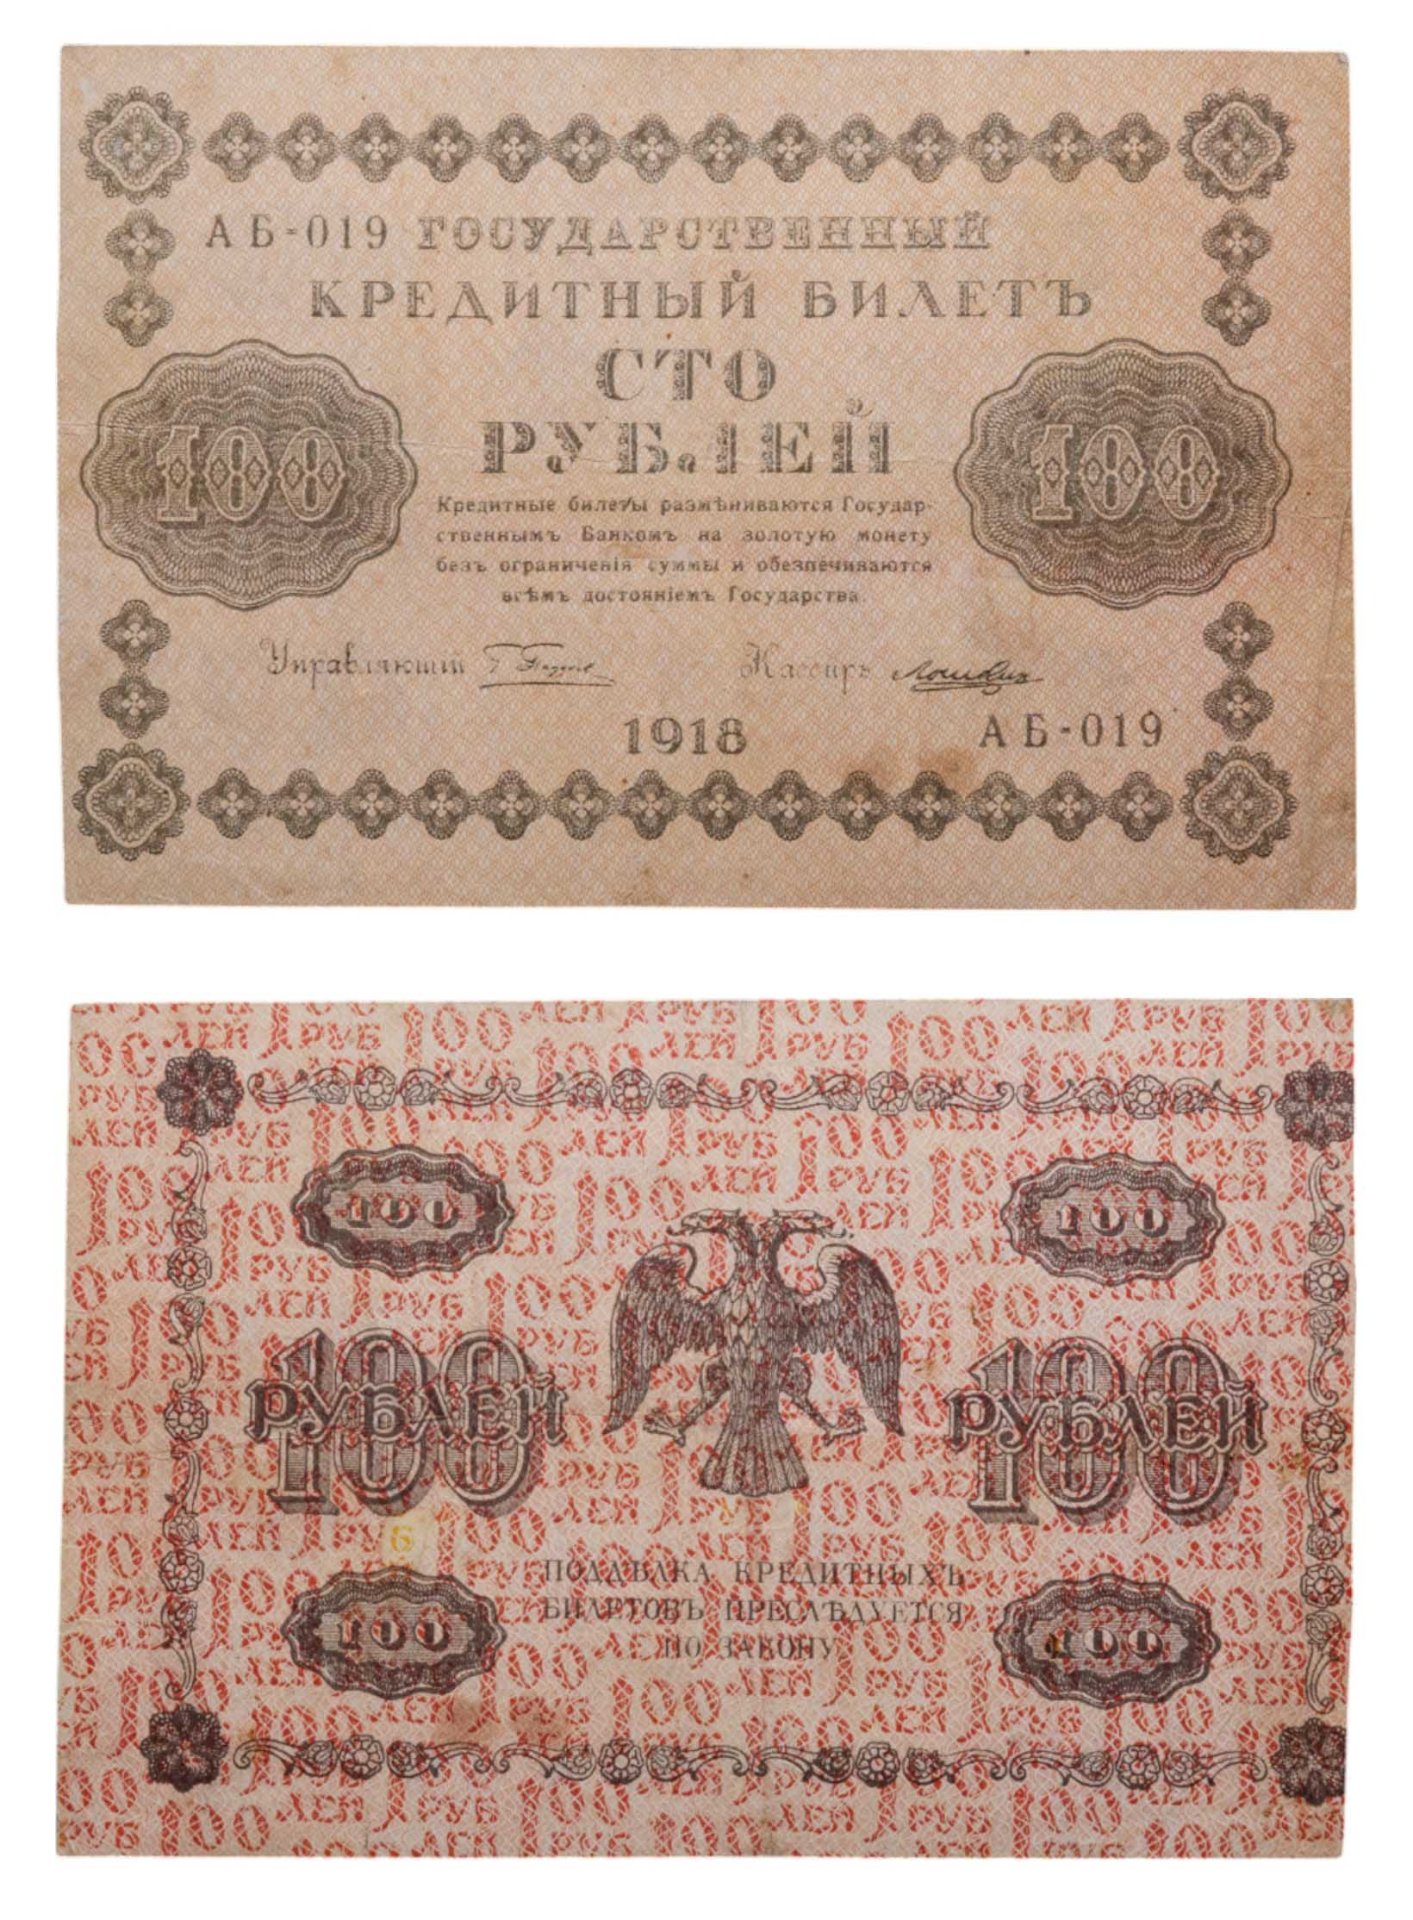 АБ-019 ГОСУДАРСТВЕННЫЙ
КРЕДИТНЫЙ БИЛЕТЪ
СТО
РУБЛЕЙ
100 100
Кредитные билеты размѣниваются Государ-
ственнымъ Банкомъ на золотую монету
безъ ограниченія суммы и обезпечиваются
всѣмъ достояніемъ Государства.
Управляющій Кассиръ
1918 АБ-019
100 100
100 РУБЛЕЙ 100 РУБЛЕЙ
ПОДДѢЛКА КРЕДИТНЫХЪ
БИЛЕТОВЪ ПРЕСЛѢДУЕТСЯ
ПО ЗАКОНУ
100 100